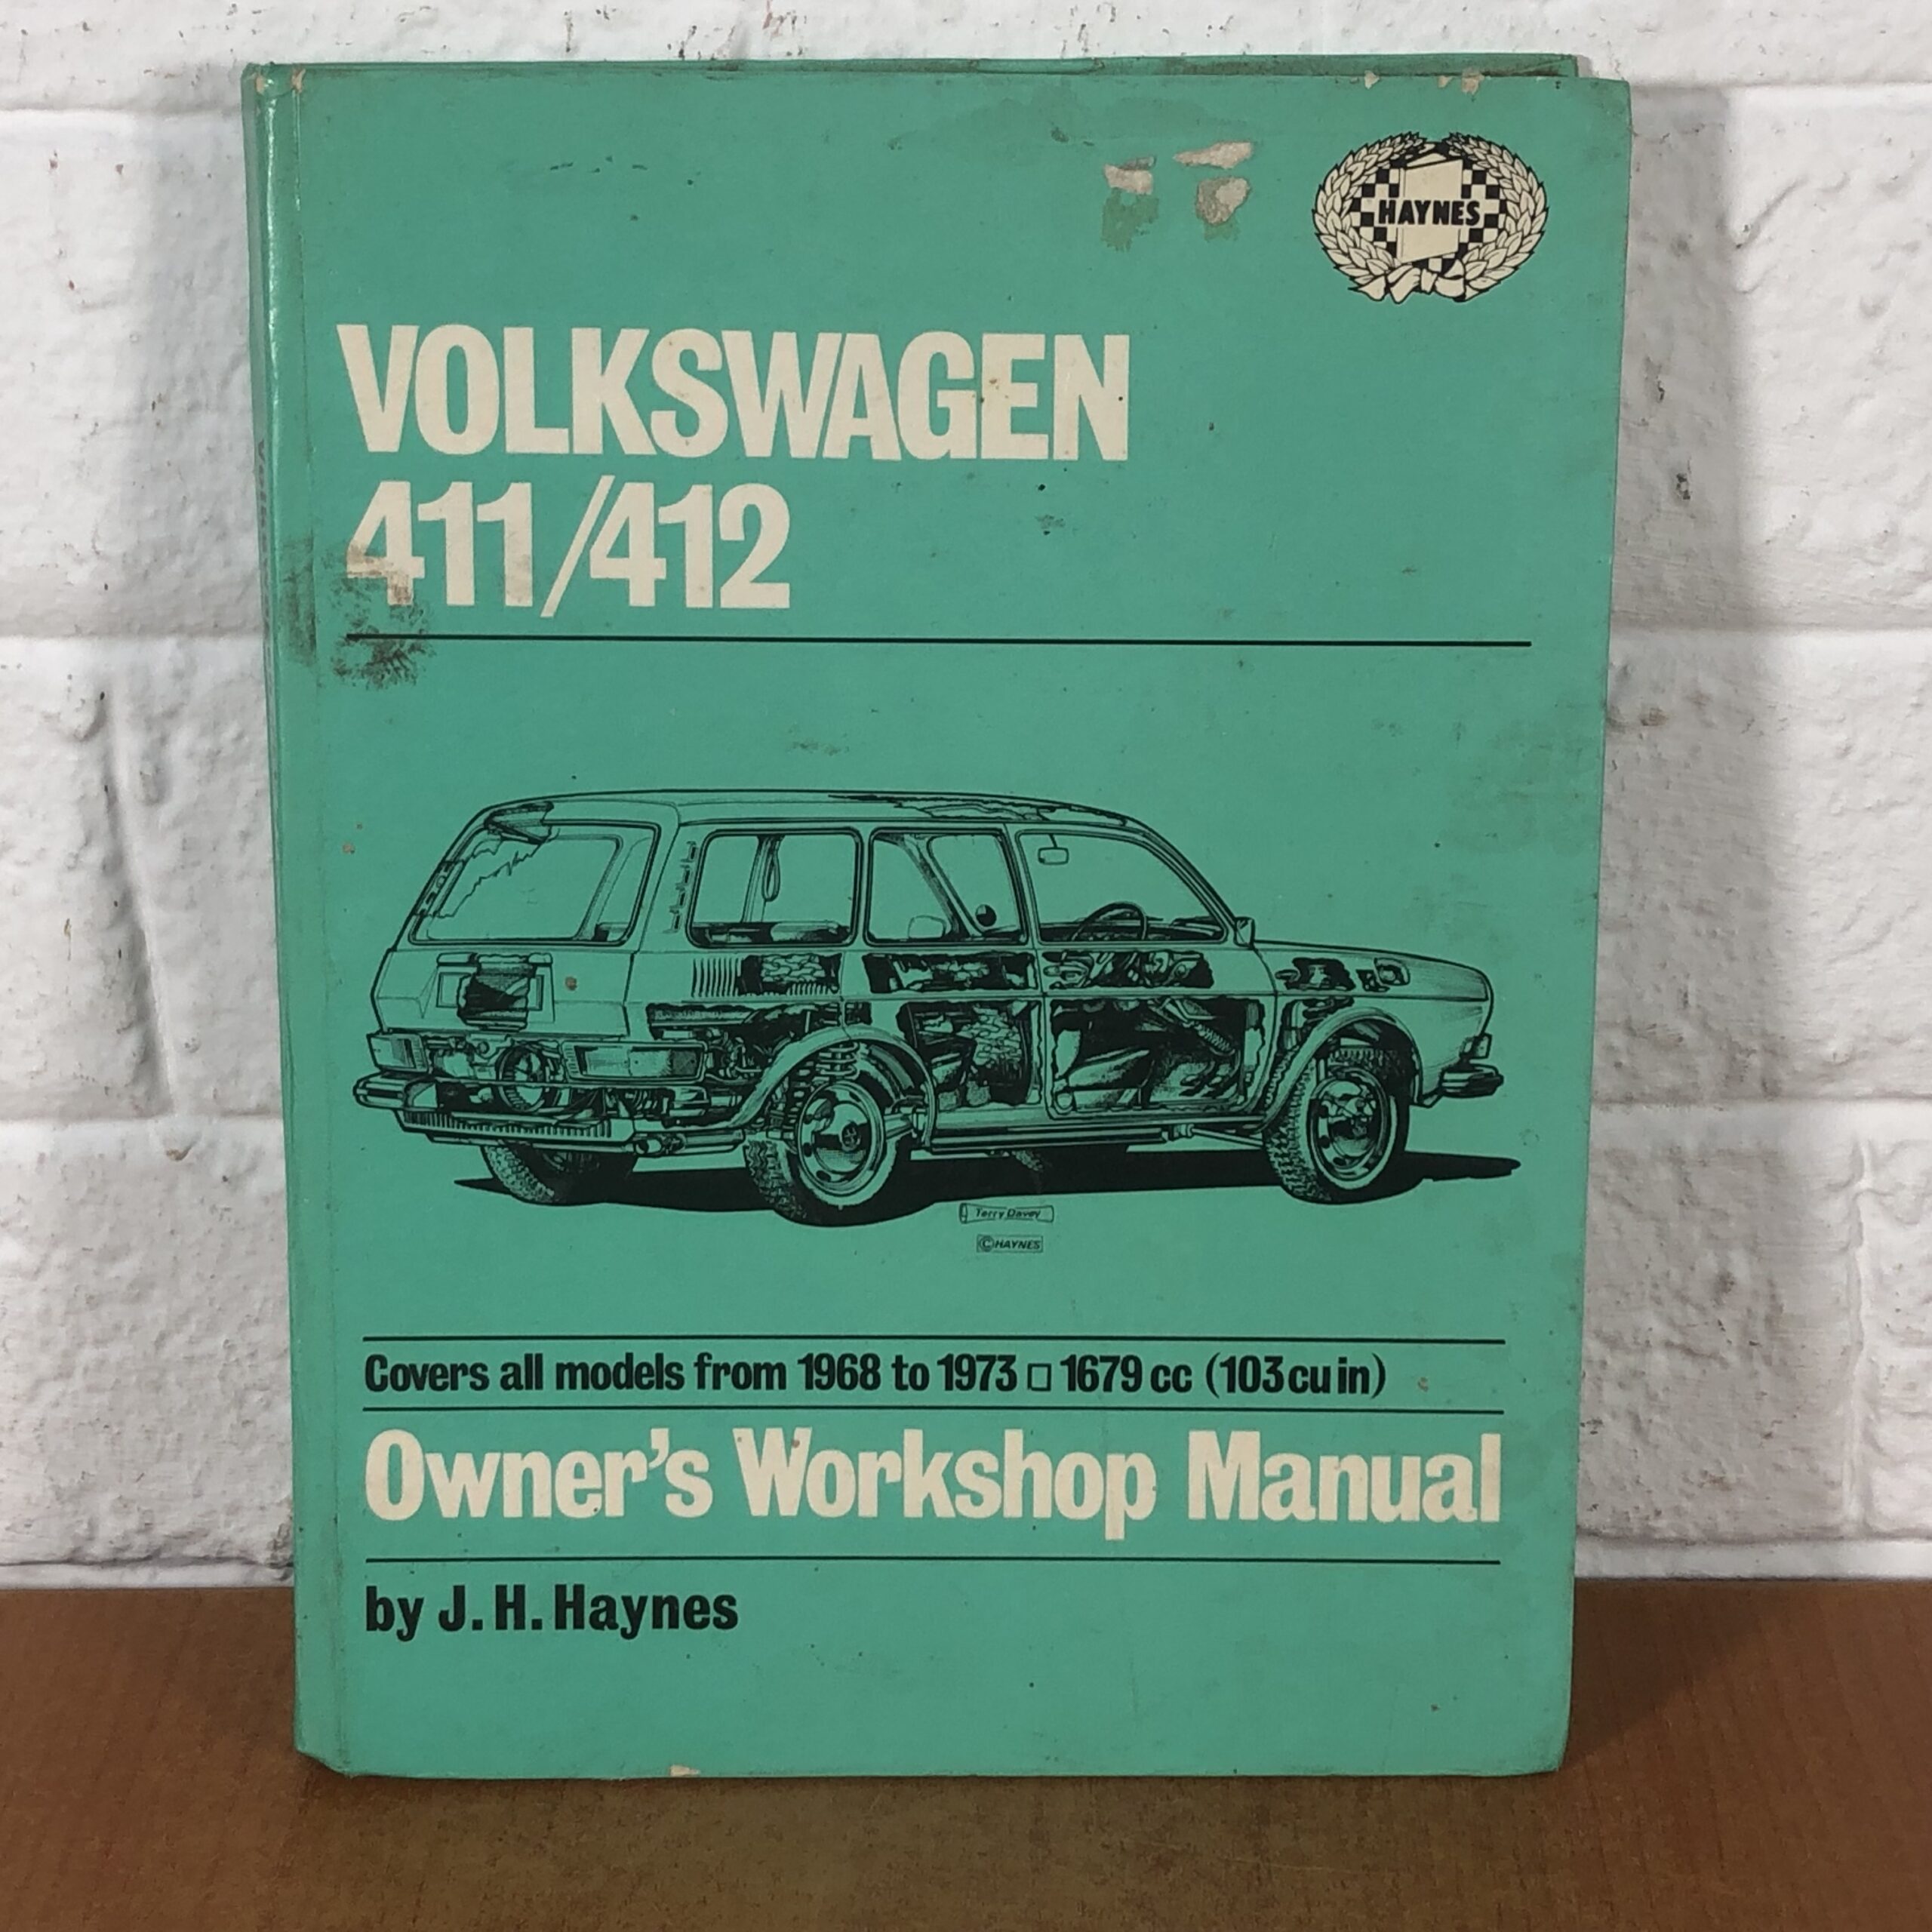 HAYNES
VOLKSWAGEN
411/412
Terry Davey
©HAYNES
Covers all models from 1968 to 1973 □ 1679 cc (103 cu in)
Owner's Workshop Manual
by J. H. Haynes